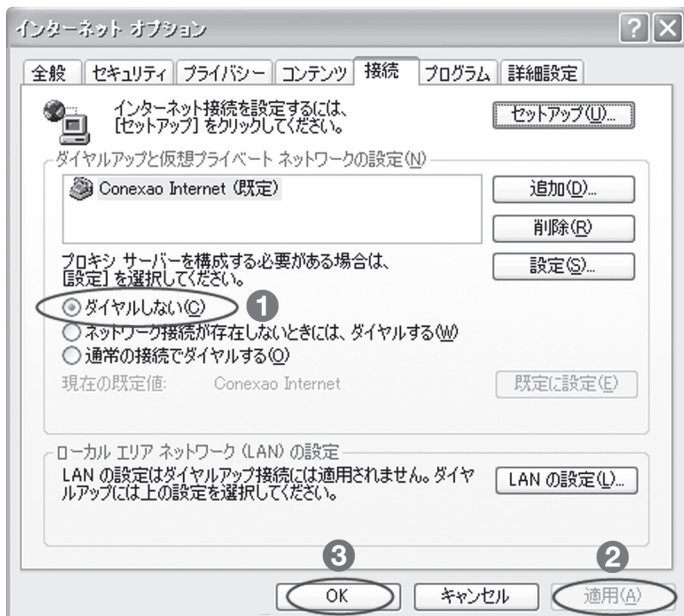 インターネット オプション
全般 セキュリティ プライバシー コンテンツ 接続 プログラム 詳細設定
インターネット接続を設定するには、
[セットアップ] をクリックしてください。
セットアップ(U)...
ダイヤルアップと仮想プライベート ネットワークの設定(N)
Conexao Internet (既定)
追加(D)...
削除(R)
プロキシ サーバーを構成する必要がある場合は、
[設定] を選択してください。
設定(S)...
ダイヤルしない(C) 1
ネットワーク接続が存在しないときには、ダイヤルする(W)
通常の接続でダイヤルする(O)
現在の既定値: Conexao Internet
既定に設定(E)
ローカル エリア ネットワーク (LAN) の設定
LAN の設定はダイヤルアップ接続には適用されません。ダイヤ
ルアップには上の設定を選択してください。
LAN の設定(L)...
3 2
OK キャンセル 適用(A)